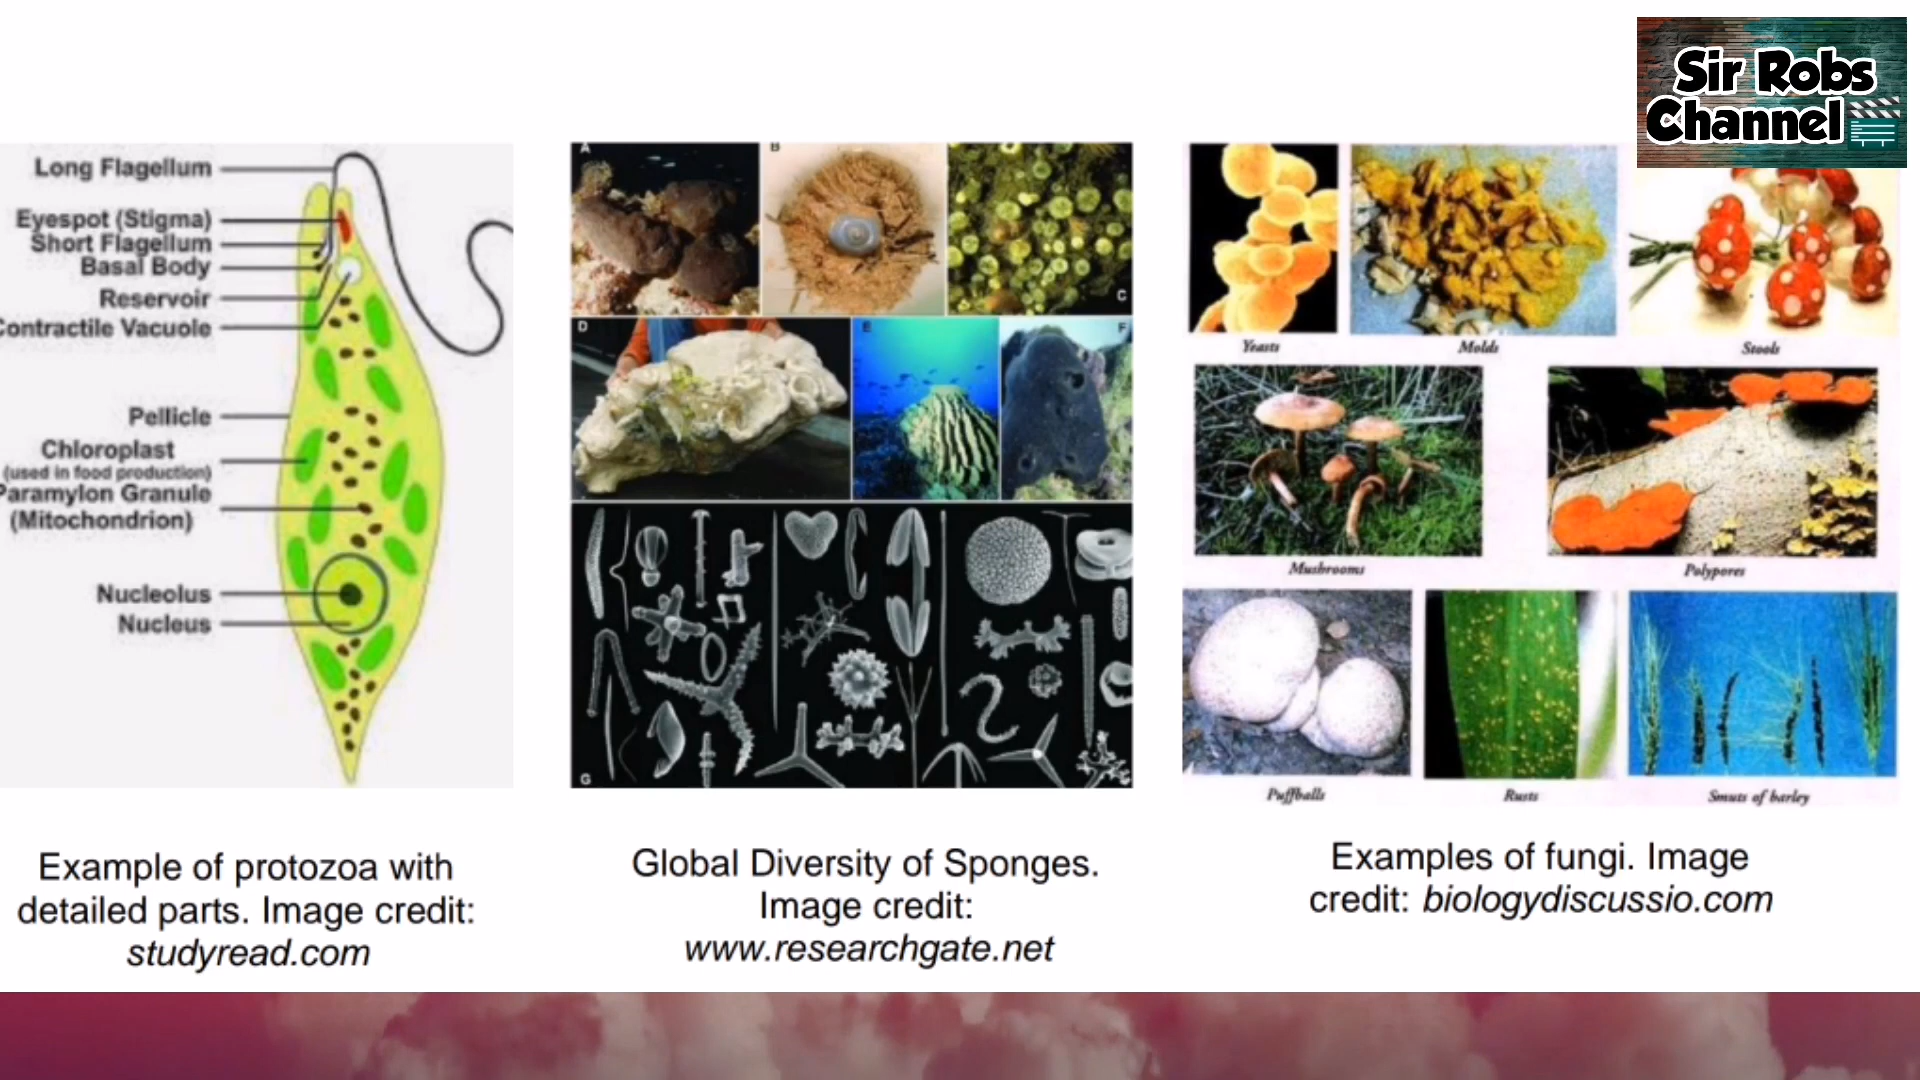 Sir Robs
Channel
Long Flagellum
Eyespot (Stigma)
Short Flagellum
Basal Body
Reservoir
Contractile Vacuole
Pellicle
Chloroplast
(used in food production)
Paramylon Granule
(Mitochondrion)
Nucleolus
Nucleus
Example of protozoa with
detailed parts. Image credit:
studyread.com
A
B
C
D
E
F
G
Global Diversity of Sponges.
Image credit:
www.researchgate.net
Yeasts
Molds
Stools
Mushrooms
Polypores
Puffballs
Rusts
Smuts of barley
Examples of fungi. Image
credit: biologydiscussio.com